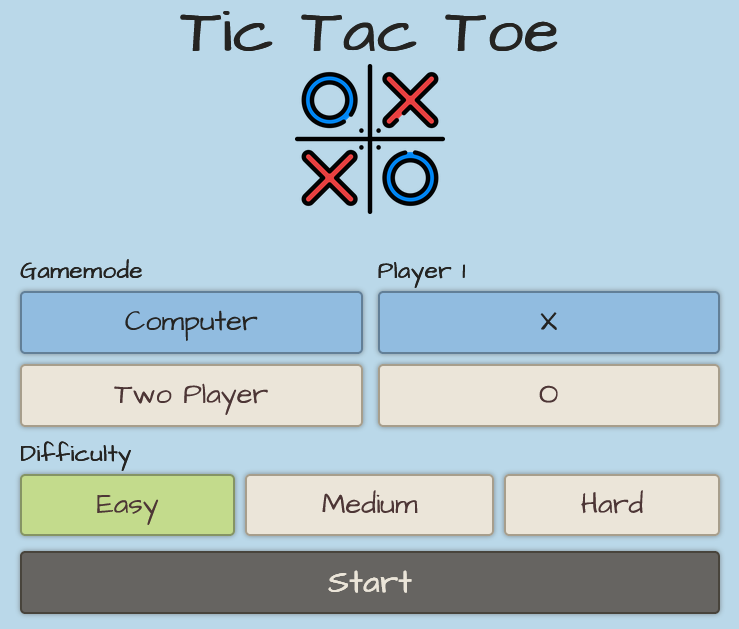 Tic Tac Toe
Gamemode
Player 1
Computer
X
Two Player
O
Difficulty
Easy
Medium
Hard
Start